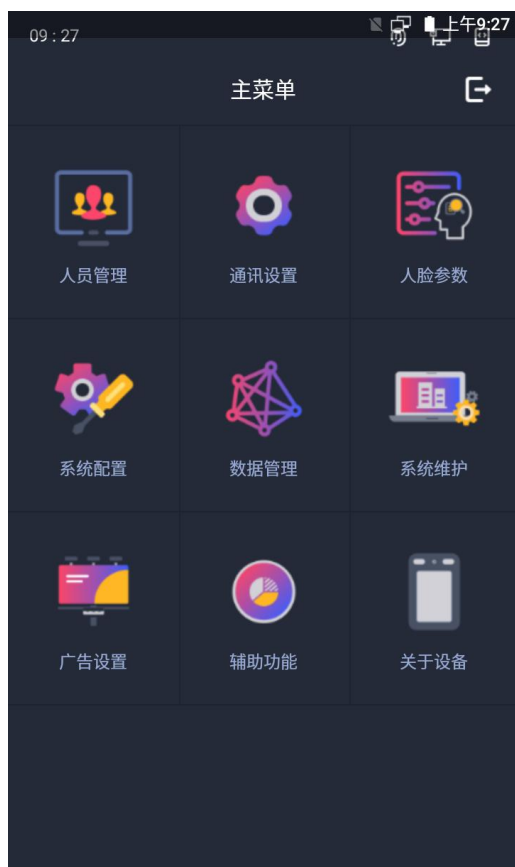 上午9:27
09 : 27
主菜单
人员管理
通讯设置
人脸参数
系统配置
数据管理
系统维护
广告设置
辅助功能
关于设备